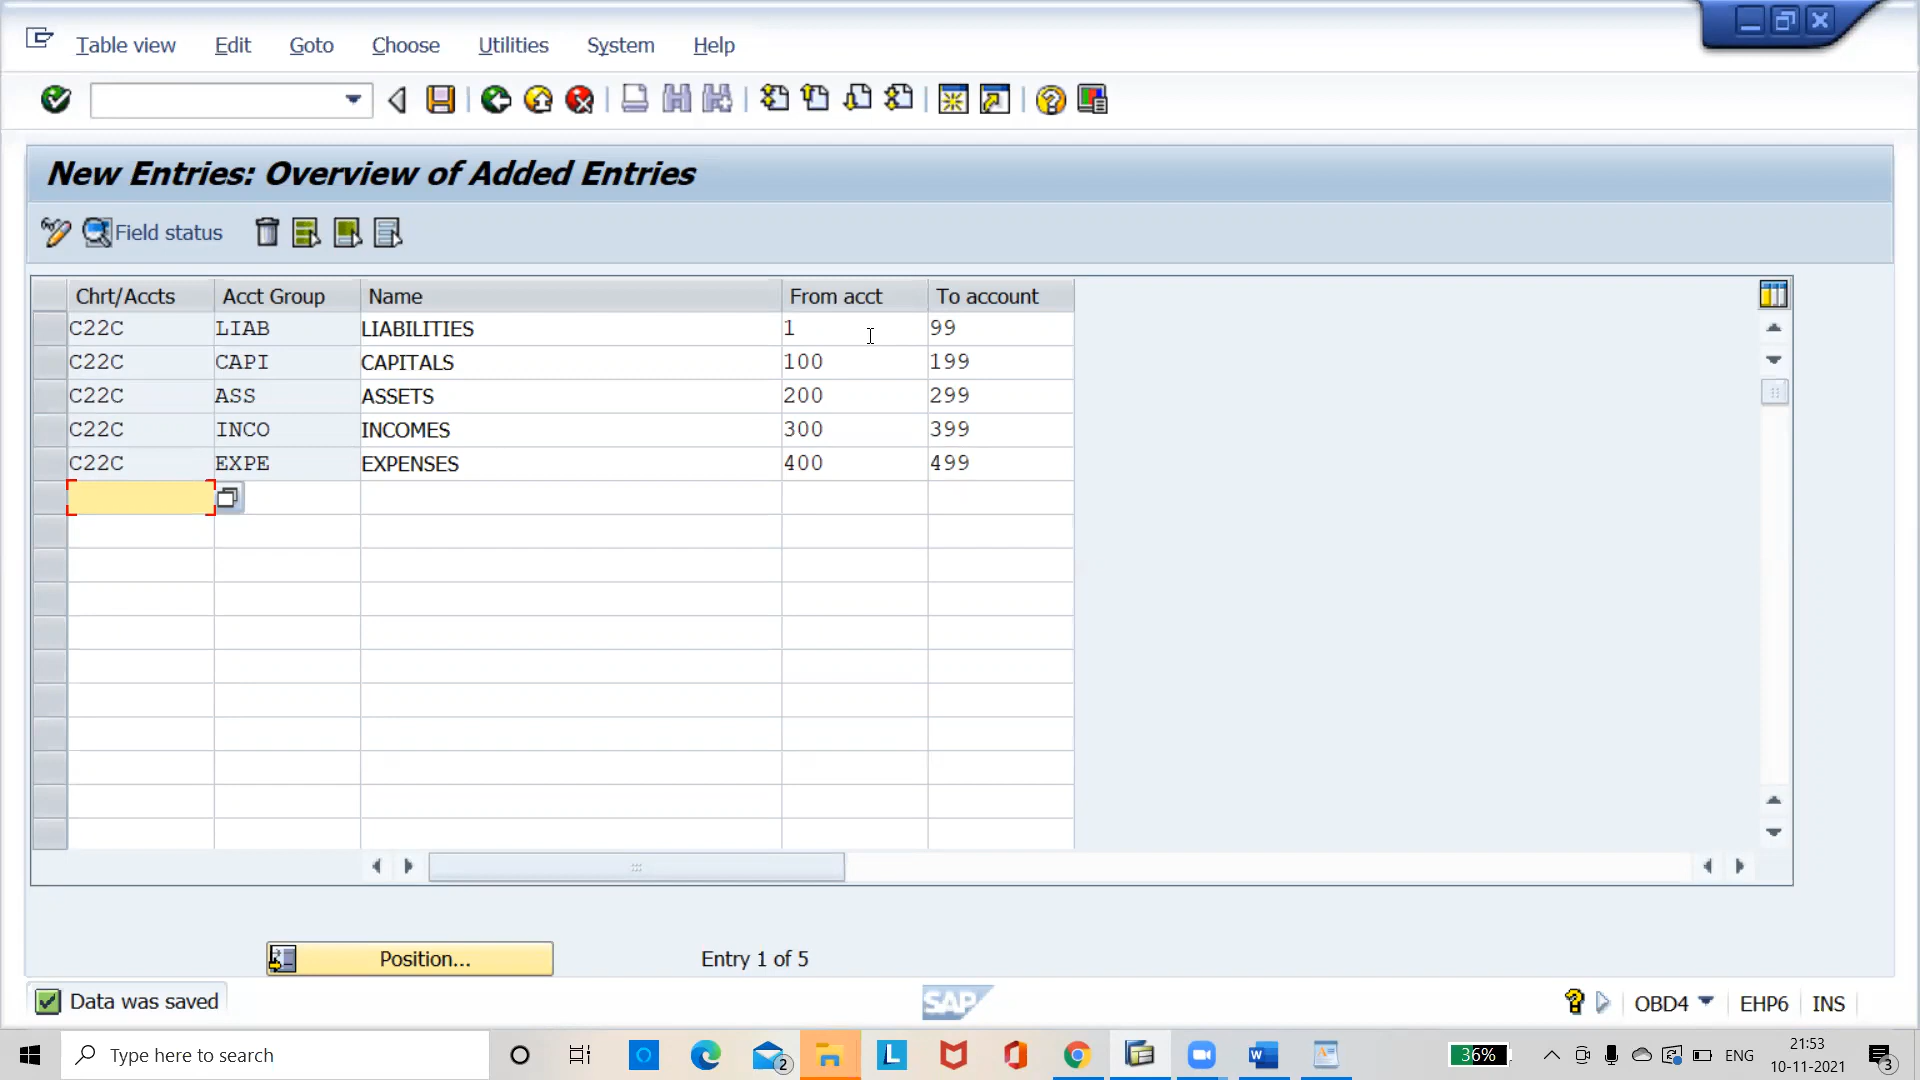 Table view Edit Goto Choose Utilities System Help
New Entries: Overview of Added Entries
Field status
Chrt/Accts Acct Group Name From acct To account
C22C LIAB LIABILITIES 1 99
C22C CAPI CAPITALS 100 199
C22C ASS ASSETS 200 299
C22C INCO INCOMES 300 399
C22C EXPE EXPENSES 400 499
Position... Entry 1 of 5
Data was saved SAP OBD4 EHP6 INS
Type here to search 2 L W 36% ENG 21:53
10-11-2021 3